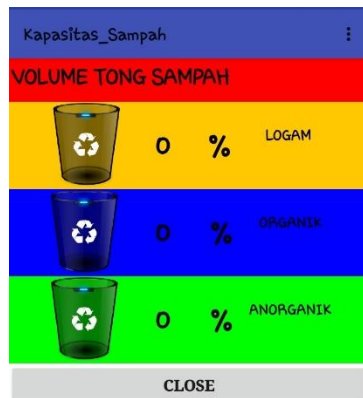 Kapasitas_Sampah
VOLUME TONG SAMPAH
0 % LOGAM
0 % ORGANIK
0 % ANORGANIK
CLOSE